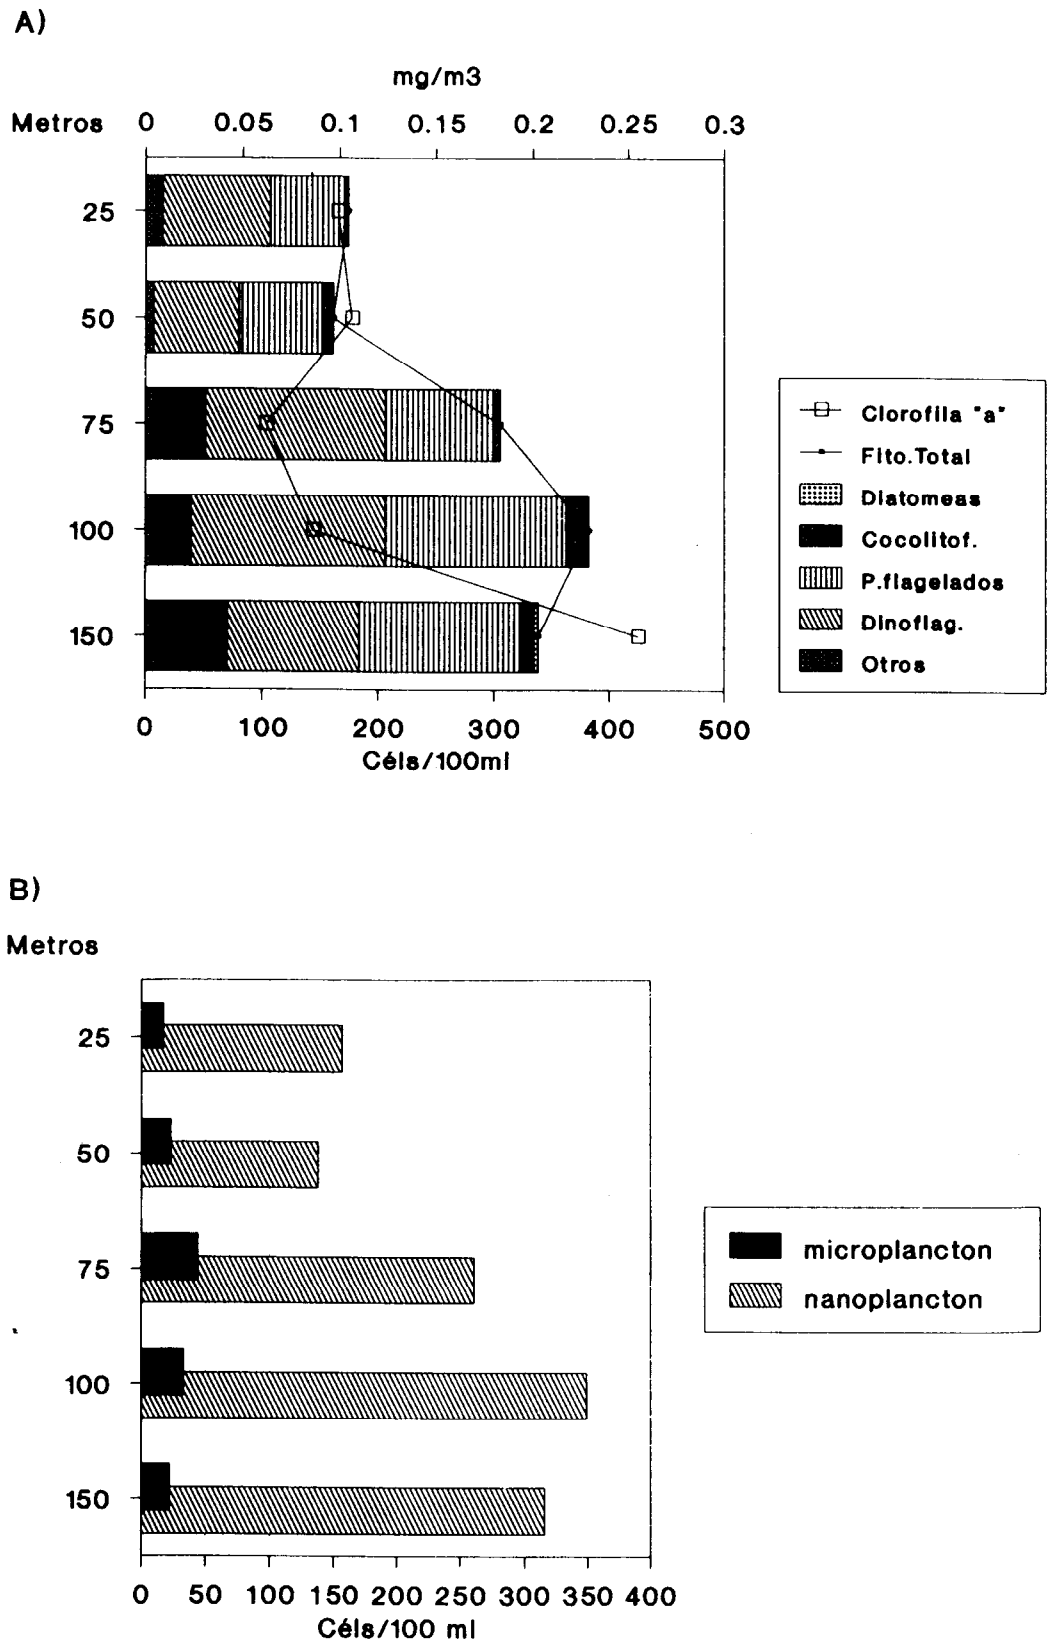 A)
mg/m3
Metros 0 0.05 0.1 0.15 0.2 0.25 0.3
25
50
75
100
150
0 100 200 300 400 500
Céls/100ml
Clorofila "a"
Fito.Total
Diatomeas
Cocolitof.
P.flagelados
Dinoflag.
Otros
B)
Metros
25
50
75
100
150
0 50 100 150 200 250 300 350 400
Céls/100 ml
microplancton
nanoplancton